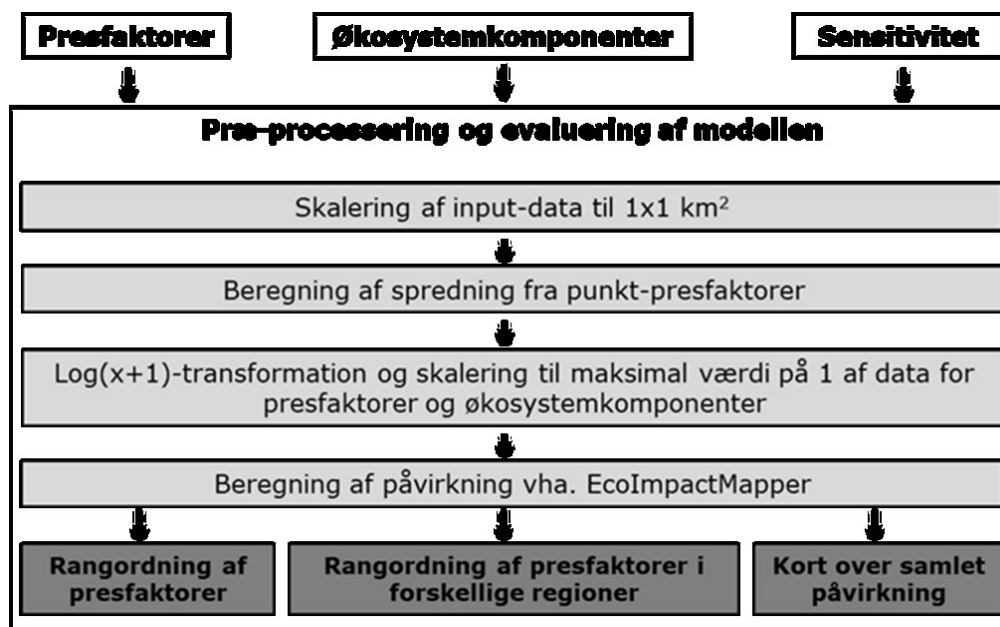 Presfaktorer
Økosystemkomponenter
Sensitivitet
Præ-processering og evaluering af modellen
Skalering af input-data til 1x1 km²
Beregning af spredning fra punkt-presfaktorer
Log(x+1)-transformation og skalering til maksimal værdi på 1 af data for
presfaktorer og økosystemkomponenter
Beregning af påvirkning vha. EcoImpactMapper
Rangordning af
presfaktorer
Rangordning af presfaktorer i
forskellige regioner
Kort over samlet
påvirkning